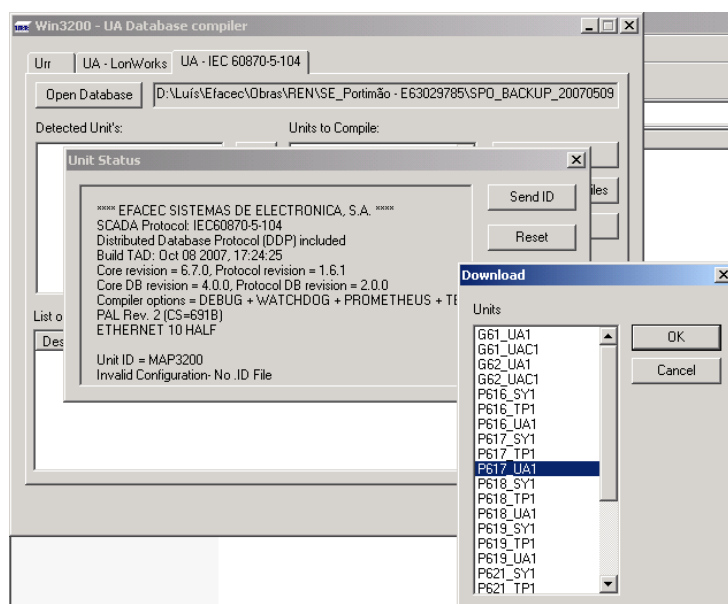 Win3200 - UA Database compiler
Urr
UA - LonWorks
UA - IEC 60870-5-104
Open Database
D:\Luís\Efacec\Obras\REN\SE_Portimão - E63029785\SPO_BACKUP_20070509
Detected Unit's:
Units to Compile:
Unit Status
**** EFACEC SISTEMAS DE ELECTRONICA, S.A. ****
SCADA Protocol: IEC60870-5-104
Distributed Database Protocol (DDP) included
Build TAD: Oct 08 2007, 17:24:25
Core revision = 6.7.0, Protocol revision = 1.6.1
Core DB revision = 4.0.0, Protocol DB revision = 2.0.0
Compiler options = DEBUG + WATCHDOG + PROMETHEUS + TE
PAL Rev. 2 (CS=691B)
ETHERNET 10 HALF
Unit ID = MAP3200
Invalid Configuration- No .ID File
Send ID
Reset
iles
List o
Des
Download
Units
G61_UA1
G61_UAC1
G62_UA1
G62_UAC1
P616_SY1
P616_TP1
P616_UA1
P617_SY1
P617_TP1
P617_UA1
P618_SY1
P618_TP1
P618_UA1
P619_SY1
P619_TP1
P619_UA1
P621_SY1
P621_TP1
OK
Cancel